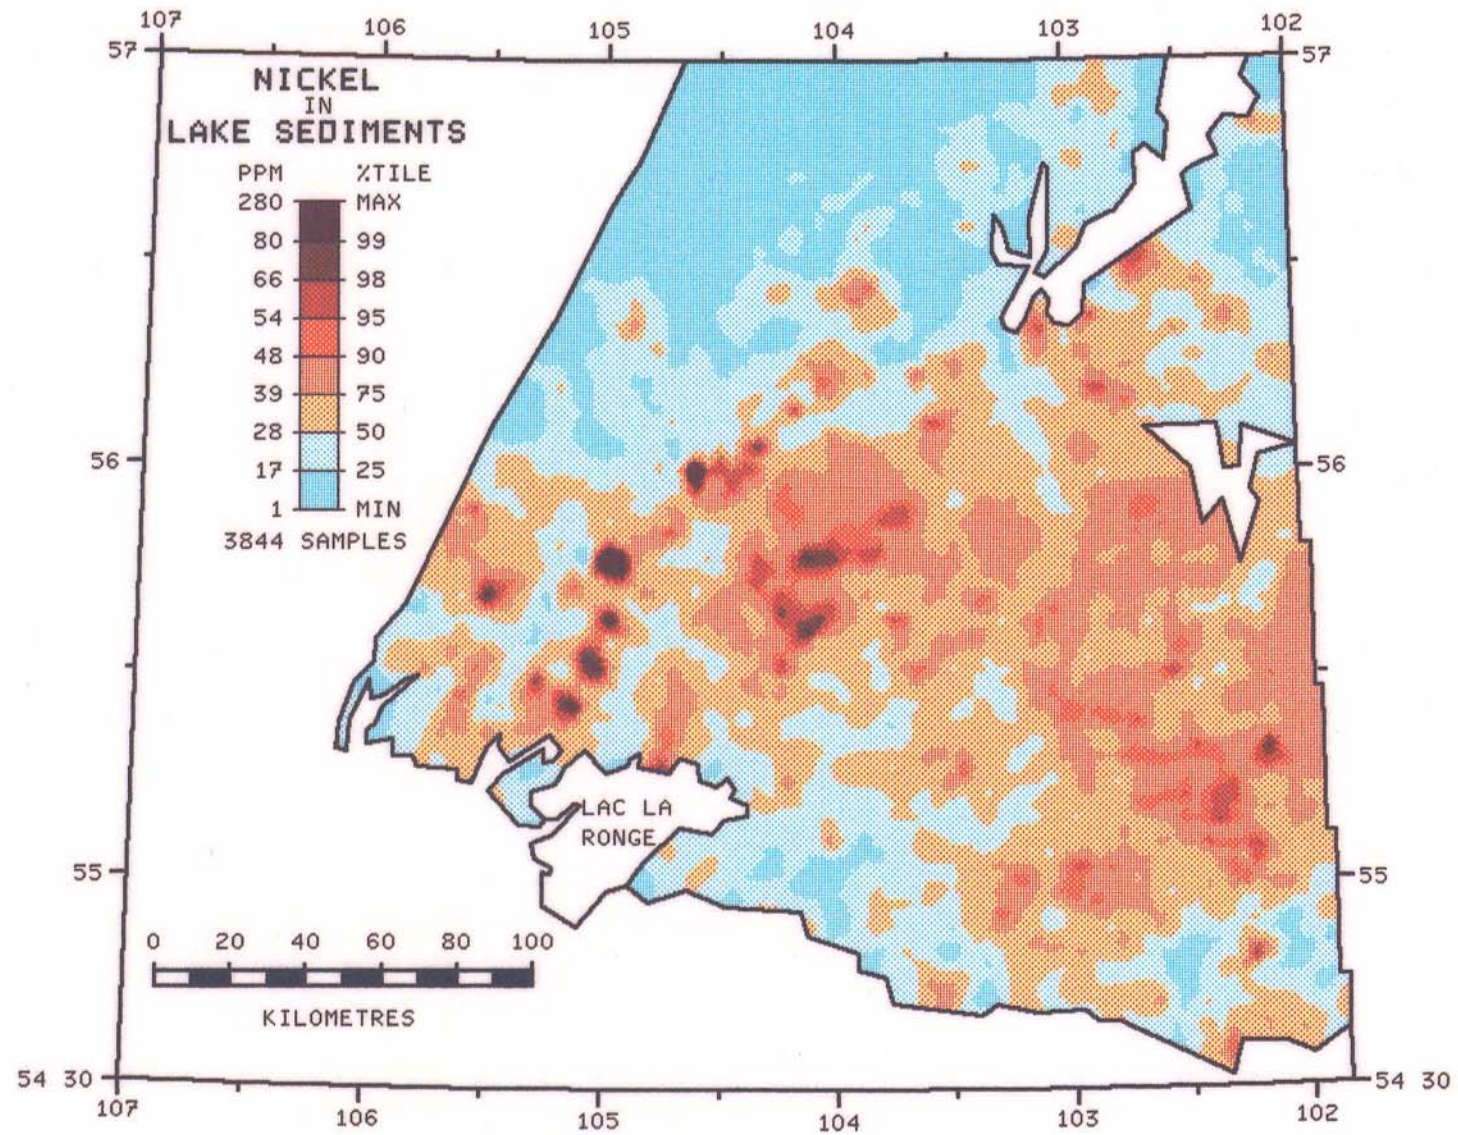 107 106 105 104 103 102
57 57
NICKEL
IN
LAKE SEDIMENTS
PPM %TILE
280 MAX
80 99
66 98
54 95
48 90
39 75
28 50
17 25
1 MIN
3844 SAMPLES
56 56
LAC LA
RONGE
55 55
0 20 40 60 80 100
KILOMETRES
54 30 54 30
107 106 105 104 103 102